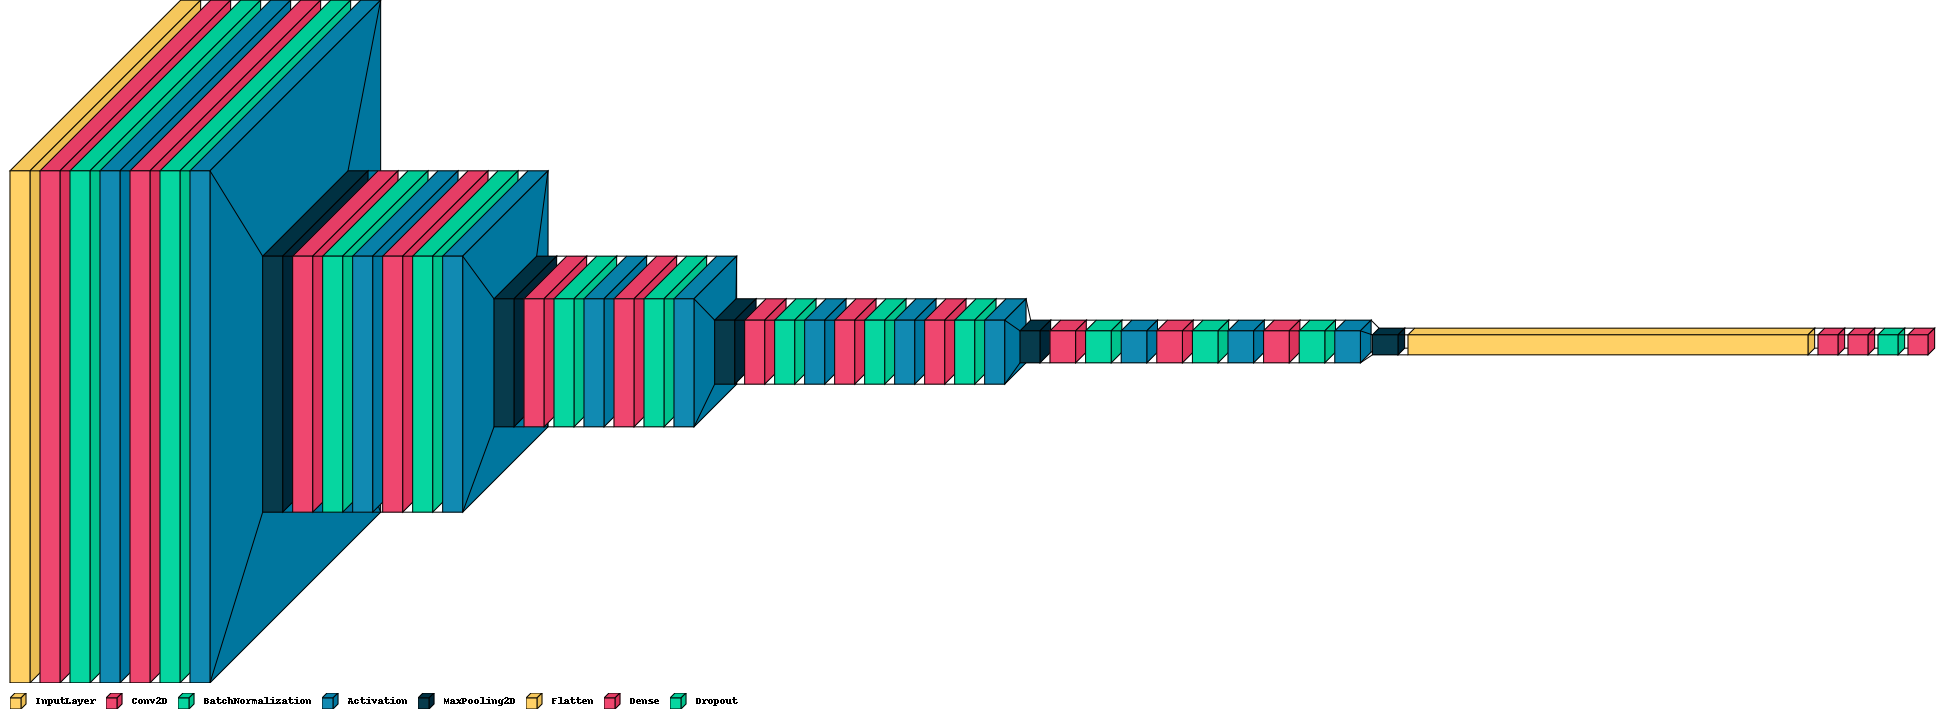 InputLayer Conv2D BatchNormalization Activation MaxPooling2D Flatten Dense Dropout